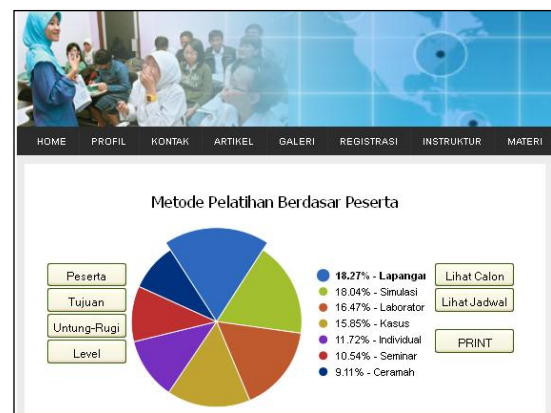 HOME PROFIL KONTAK ARTIKEL GALERI REGISTRASI INSTRUKTUR MATERI
Metode Pelatihan Berdasar Peserta
Peserta
Tujuan
Untung-Rugi
Level
18.27% - Lapangar
18.04% - Simulasi
16.47% - Laborator
15.85% - Kasus
11.72% - Individual
10.54% - Seminar
9.11% - Ceramah
Lihat Calon
Lihat Jadwal
PRINT